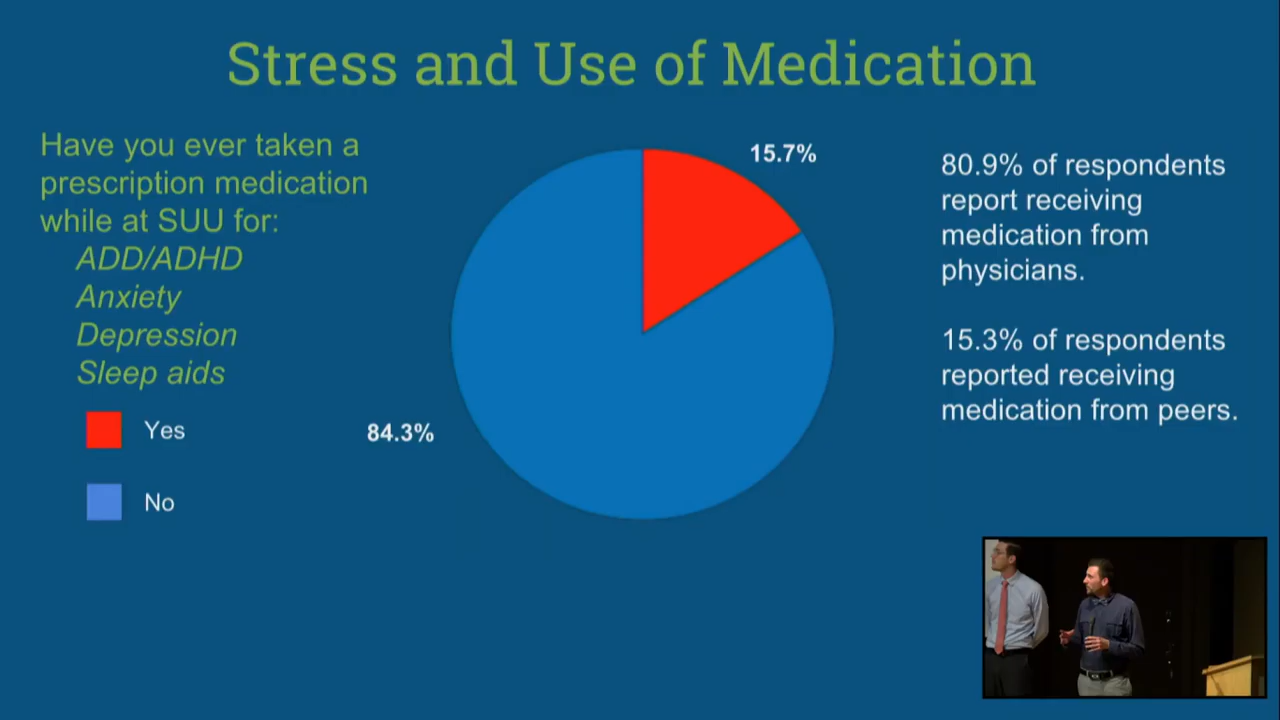 Stress and Use of Medication
Have you ever taken a
prescription medication
while at SUU for:
ADD/ADHD
Anxiety
Depression
Sleep aids
Yes
No
15.7%
84.3%
80.9% of respondents
report receiving
medication from
physicians.
15.3% of respondents
reported receiving
medication from peers.